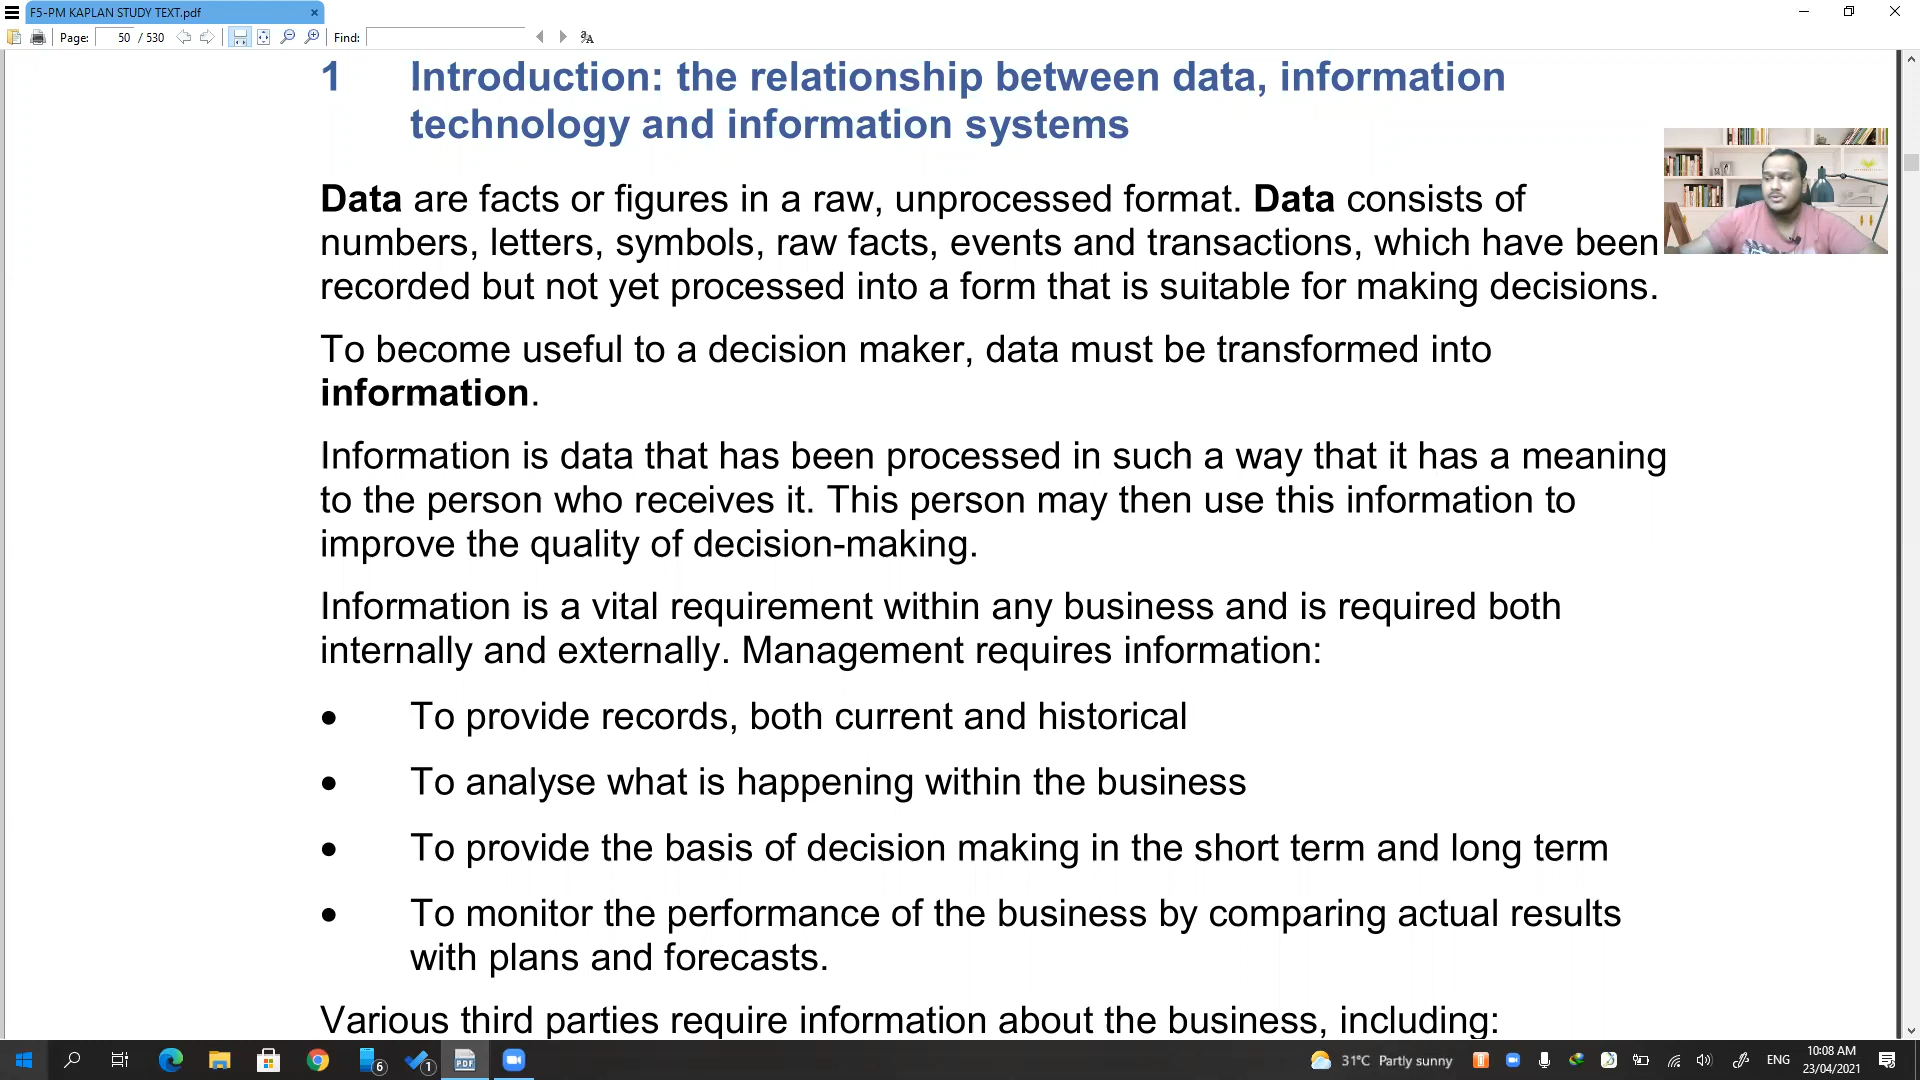 F5-PM KAPLAN STUDY TEXT.pdf
Page: 50 / 530 Find:
1 Introduction: the relationship between data, information
technology and information systems
Data are facts or figures in a raw, unprocessed format. Data consists of
numbers, letters, symbols, raw facts, events and transactions, which have been
recorded but not yet processed into a form that is suitable for making decisions.
To become useful to a decision maker, data must be transformed into
information.
Information is data that has been processed in such a way that it has a meaning
to the person who receives it. This person may then use this information to
improve the quality of decision-making.
Information is a vital requirement within any business and is required both
internally and externally. Management requires information:
• To provide records, both current and historical
• To analyse what is happening within the business
• To provide the basis of decision making in the short term and long term
• To monitor the performance of the business by comparing actual results
with plans and forecasts.
Various third parties require information about the business, including:
6 1 PDF 31°C Partly sunny ENG 10:08 AM
23/04/2021